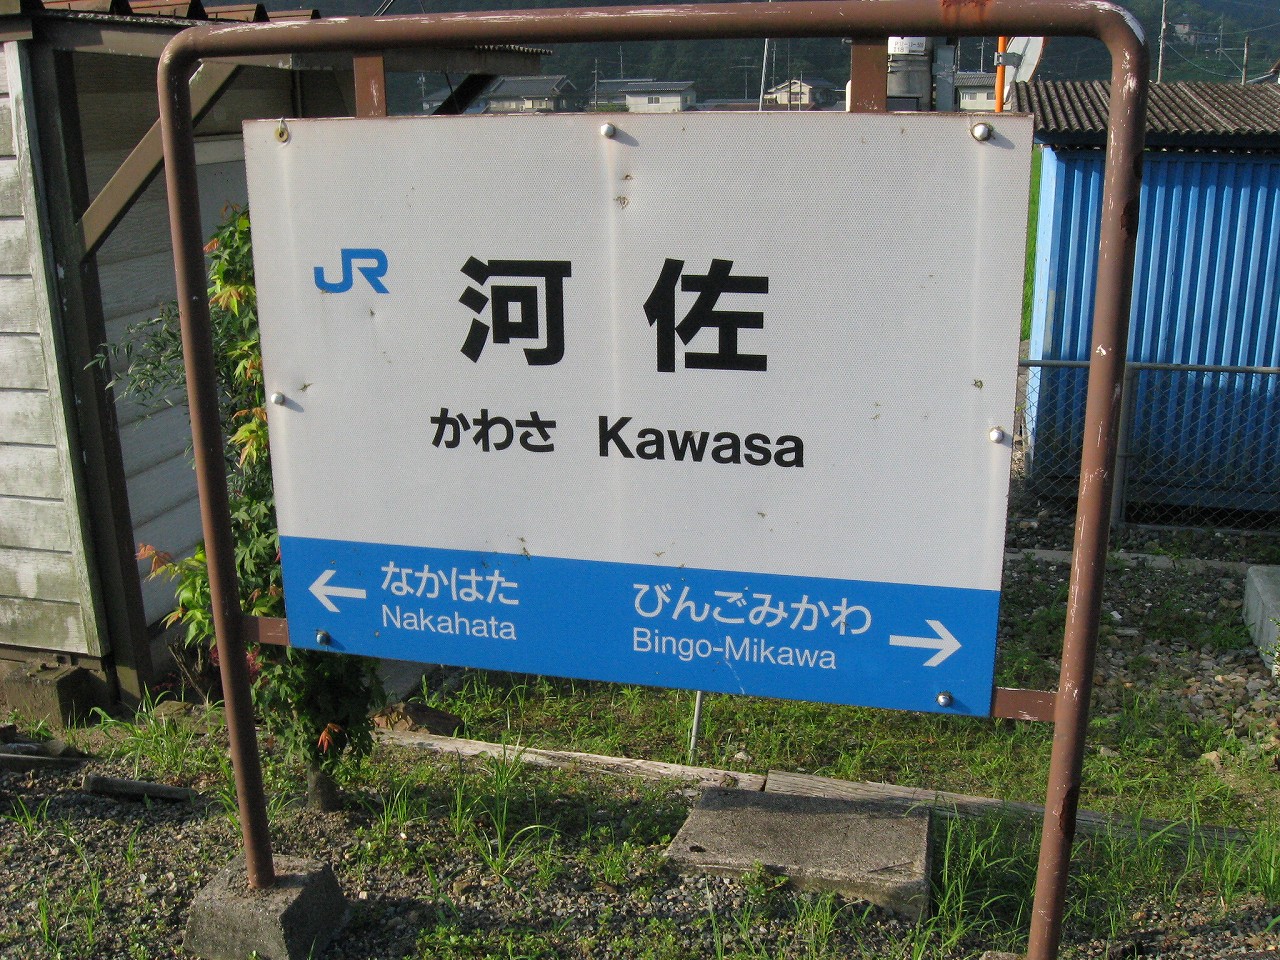 JR
河佐
かわさ Kawasa
← なかはた
Nakahata
びんごみかわ →
Bingo-Mikawa